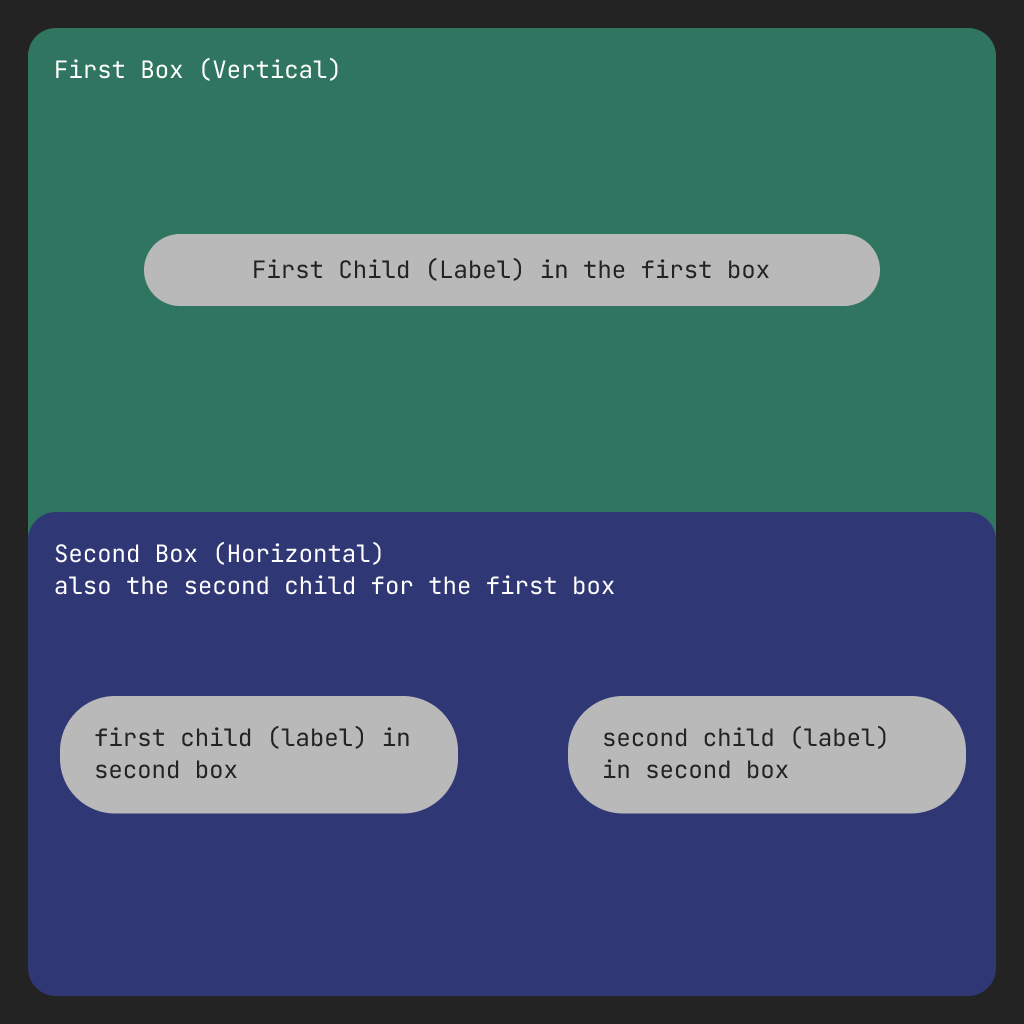 First Box (Vertical)
First Child (Label) in the first box
Second Box (Horizontal)
also the second child for the first box
first child (label) in
second box
second child (label)
in second box